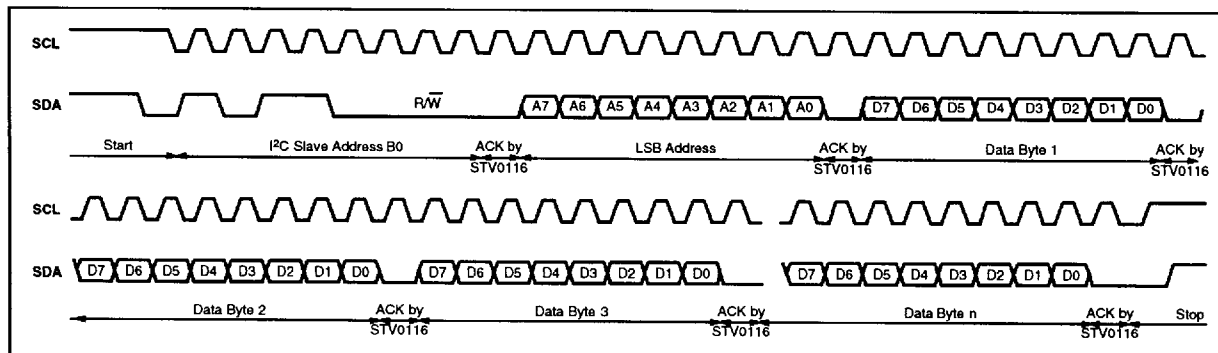 SCL
SDA R/W̅ A7 A6 A5 A4 A3 A2 A1 A0 D7 D6 D5 D4 D3 D2 D1 D0
Start I²C Slave Address B0 ACK by STV0116 LSB Address ACK by STV0116 Data Byte 1 ACK by STV0116
SCL
SDA D7 D6 D5 D4 D3 D2 D1 D0 D7 D6 D5 D4 D3 D2 D1 D0 D7 D6 D5 D4 D3 D2 D1 D0
Data Byte 2 ACK by STV0116 Data Byte 3 ACK by STV0116 Data Byte n ACK by STV0116 Stop